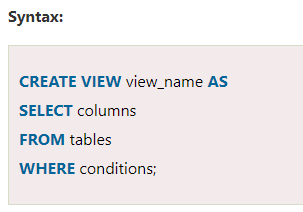 Syntax:
CREATE VIEW view_name AS
SELECT columns
FROM tables
WHERE conditions;